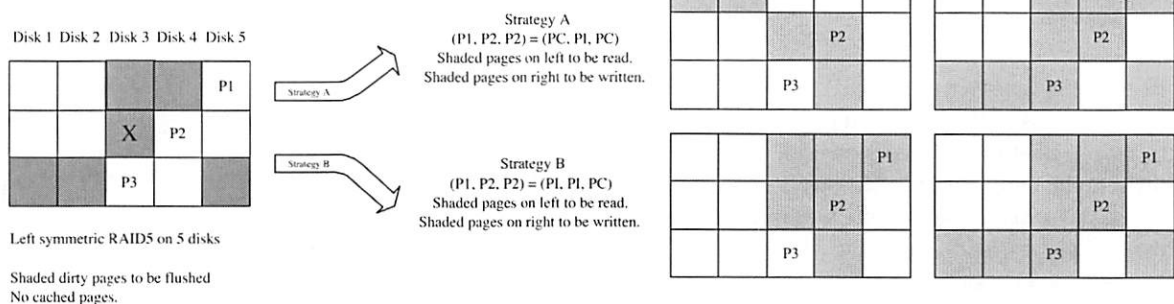 Disk 1 Disk 2 Disk 3 Disk 4 Disk 5
P1
X
P2
P3
Left symmetric RAID5 on 5 disks
Shaded dirty pages to be flushed
No cached pages.
Strategy A
Strategy B
Strategy A
(P1, P2, P2) = (PC, PI, PC)
Shaded pages on left to be read.
Shaded pages on right to be written.
Strategy B
(P1, P2, P2) = (PI, PI, PC)
Shaded pages on left to be read.
Shaded pages on right to be written.
P2
P3
P2
P3
P1
P2
P3
P1
P2
P3